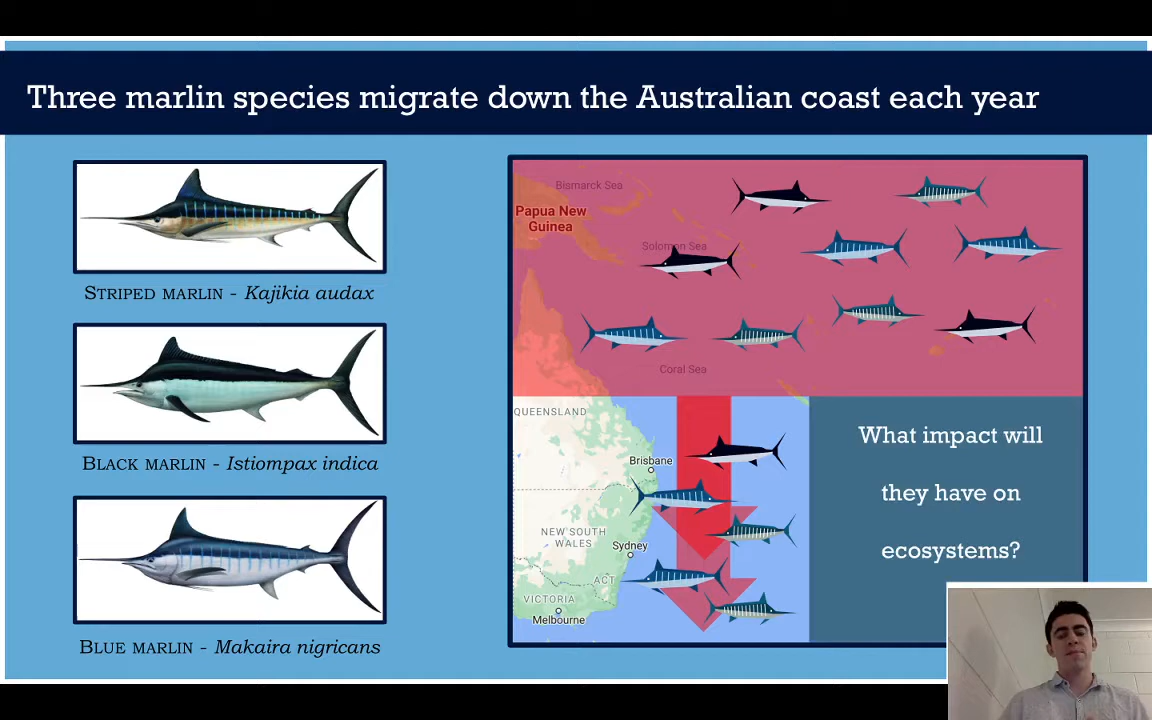 Three marlin species migrate down the Australian coast each year
STRIPED MARLIN - Kajikia audax
BLACK MARLIN - Istiompax indica
BLUE MARLIN - Makaira nigricans
Bismarck Sea
Papua New
Guinea
Solomon Sea
Coral Sea
QUEENSLAND
Brisbane
NEW SOUTH
WALES
Sydney
ACT
VICTORIA
Melbourne
What impact will
they have on
ecosystems?